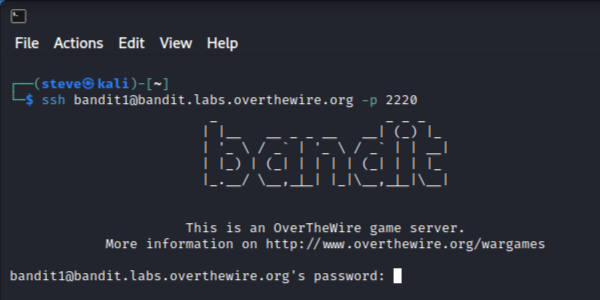 File Actions Edit View Help
┌──(steve㉿kali)-[~]
└─$ ssh bandit1@bandit.labs.overthewire.org -p 2220
bandit
This is an OverTheWire game server.
More information on http://www.overthewire.org/wargames
bandit1@bandit.labs.overthewire.org's password: